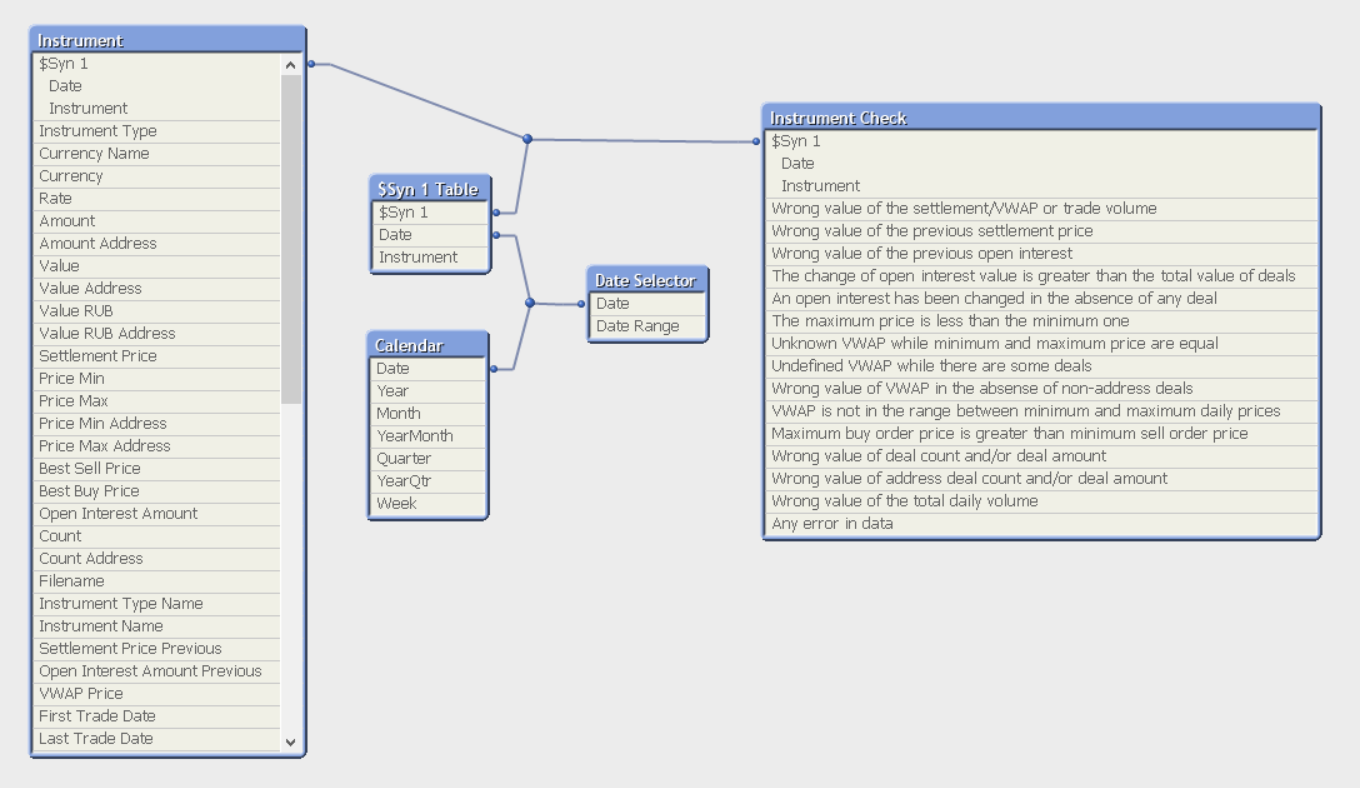 Instrument
$Syn 1
Date
Instrument
Instrument Type
Currency Name
Currency
Rate
Amount
Amount Address
Value
Value Address
Value RUB
Value RUB Address
Settlement Price
Price Min
Price Max
Price Min Address
Price Max Address
Best Sell Price
Best Buy Price
Open Interest Amount
Count
Count Address
Filename
Instrument Type Name
Instrument Name
Settlement Price Previous
Open Interest Amount Previous
VWAP Price
First Trade Date
Last Trade Date
$Syn 1 Table
$Syn 1
Date
Instrument
Calendar
Date
Year
Month
YearMonth
Quarter
YearQtr
Week
Date Selector
Date
Date Range
Instrument Check
$Syn 1
Date
Instrument
Wrong value of the settlement/VWAP or trade volume
Wrong value of the previous settlement price
Wrong value of the previous open interest
The change of open interest value is greater than the total value of deals
An open interest has been changed in the absence of any deal
The maximum price is less than the minimum one
Unknown VWAP while minimum and maximum price are equal
Undefined VWAP while there are some deals
Wrong value of VWAP in the absense of non-address deals
VWAP is not in the range between minimum and maximum daily prices
Maximum buy order price is greater than minimum sell order price
Wrong value of deal count and/or deal amount
Wrong value of address deal count and/or deal amount
Wrong value of the total daily volume
Any error in data